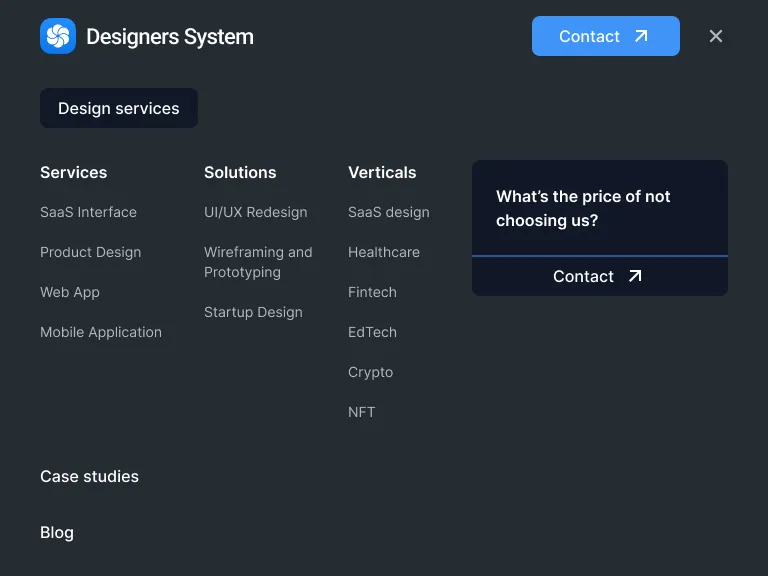 Designers System
Contact
Design services
Services
SaaS Interface
Product Design
Web App
Mobile Application
Solutions
UI/UX Redesign
Wireframing and
Prototyping
Startup Design
Verticals
SaaS design
Healthcare
Fintech
EdTech
Crypto
NFT
What’s the price of not
choosing us?
Contact
Case studies
Blog